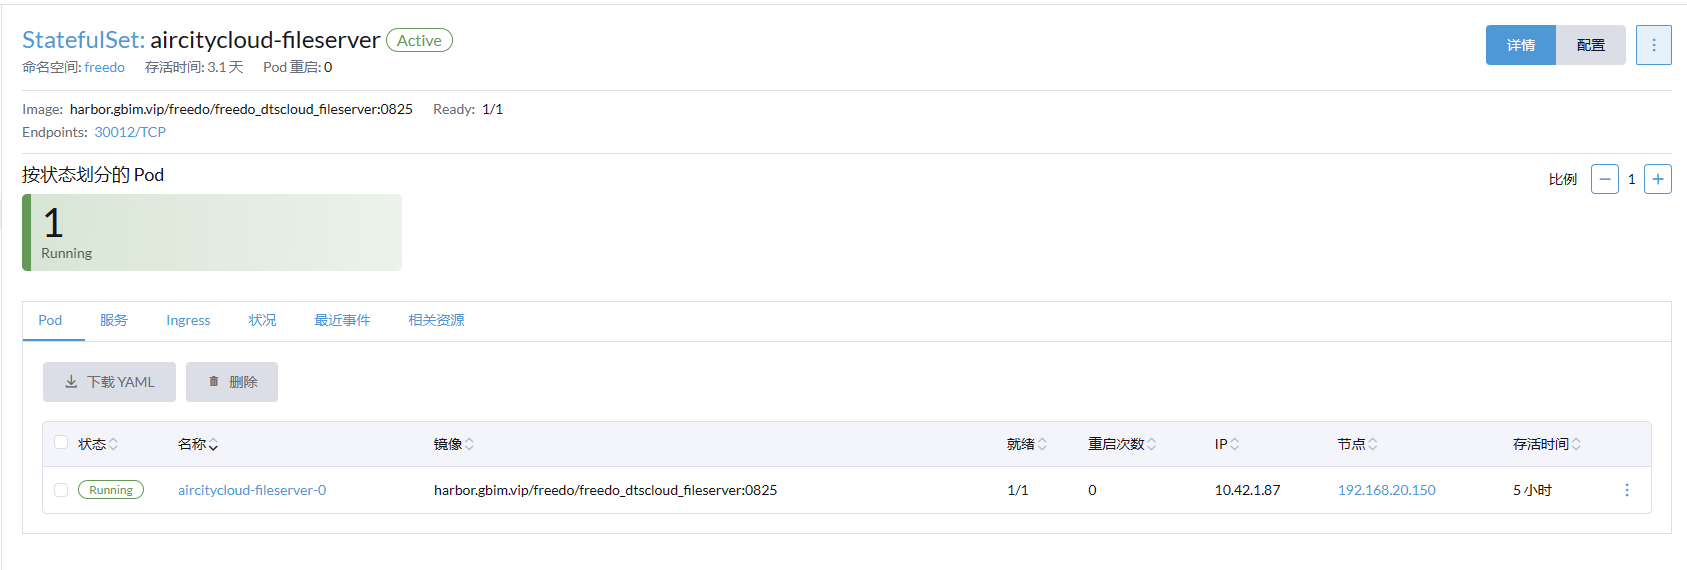 StatefulSet: aircitycloud-fileserver Active
详情 配置
命名空间: freedo 存活时间: 3.1 天 Pod 重启: 0
Image: harbor.gbim.vip/freedo/freedo_dtscloud_fileserver:0825 Ready: 1/1
Endpoints: 30012/TCP
按状态划分的 Pod
比例 1
1
Running
Pod 服务 Ingress 状况 最近事件 相关资源
下载 YAML 删除
状态 名称 镜像 就绪 重启次数 IP 节点 存活时间
Running aircitycloud-fileserver-0 harbor.gbim.vip/freedo/freedo_dtscloud_fileserver:0825 1/1 0 10.42.1.87 192.168.20.150 5 小时